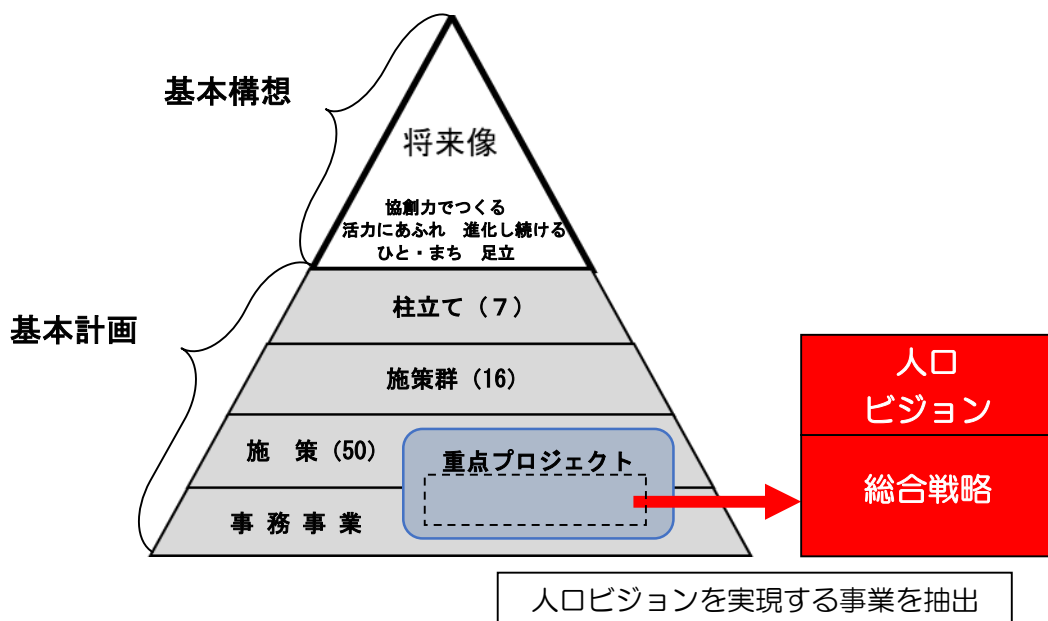 基本構想
将来像
協創力でつくる
活力にあふれ　進化し続ける
ひと・まち　足立
基本計画
柱立て（７）
施策群（16）
施　策（50）
重点プロジェクト
事 務 事 業
人口
ビジョン
総合戦略
人口ビジョンを実現する事業を抽出